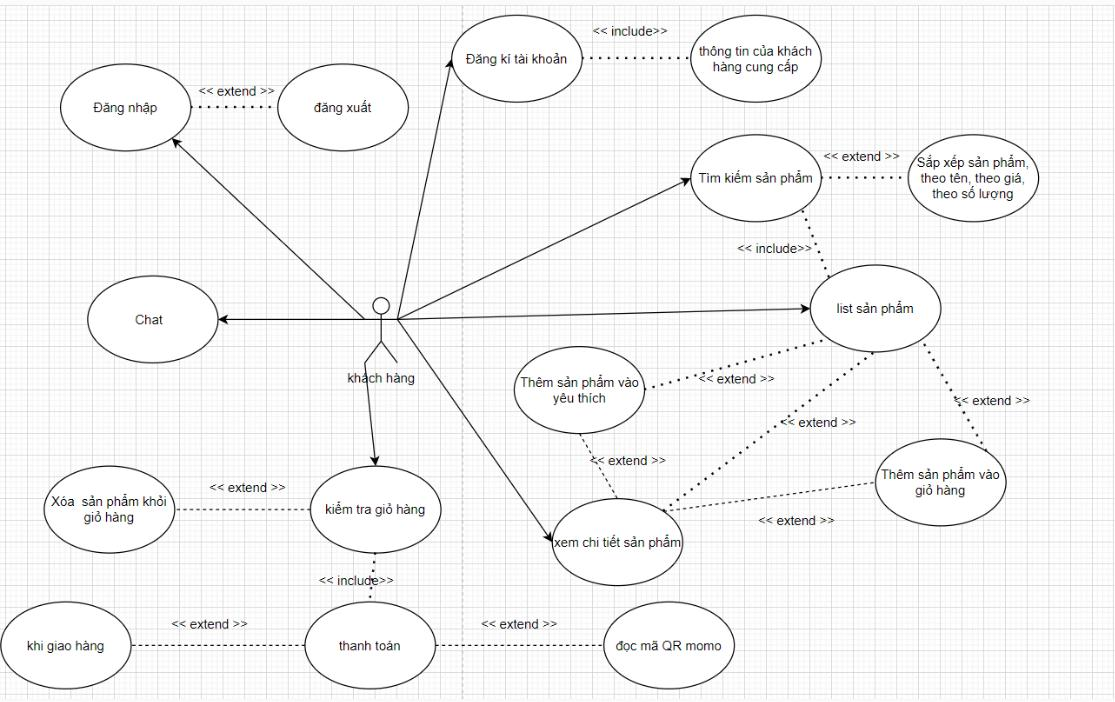 << include>>
Đăng kí tài khoản
thông tin của khách
hàng cung cấp
<< extend >>
Đăng nhập
đăng xuất
<< extend >>
Tìm kiếm sản phẩm
Sắp xếp sản phẩm,
theo tên, theo giá,
theo số lượng
<< include>>
Chat
list sản phẩm
khách hàng
Thêm sản phẩm vào
yêu thích
<< extend >>
<< extend >>
<< extend >>
<< extend >>
Thêm sản phẩm vào
giỏ hàng
<< extend >>
Xóa  sản phẩm khỏi
giỏ hàng
<< extend >>
kiểm tra giỏ hàng
xem chi tiết sản phẩm
<< include>>
<< extend >>
<< extend >>
khi giao hàng
thanh toán
đọc mã QR momo